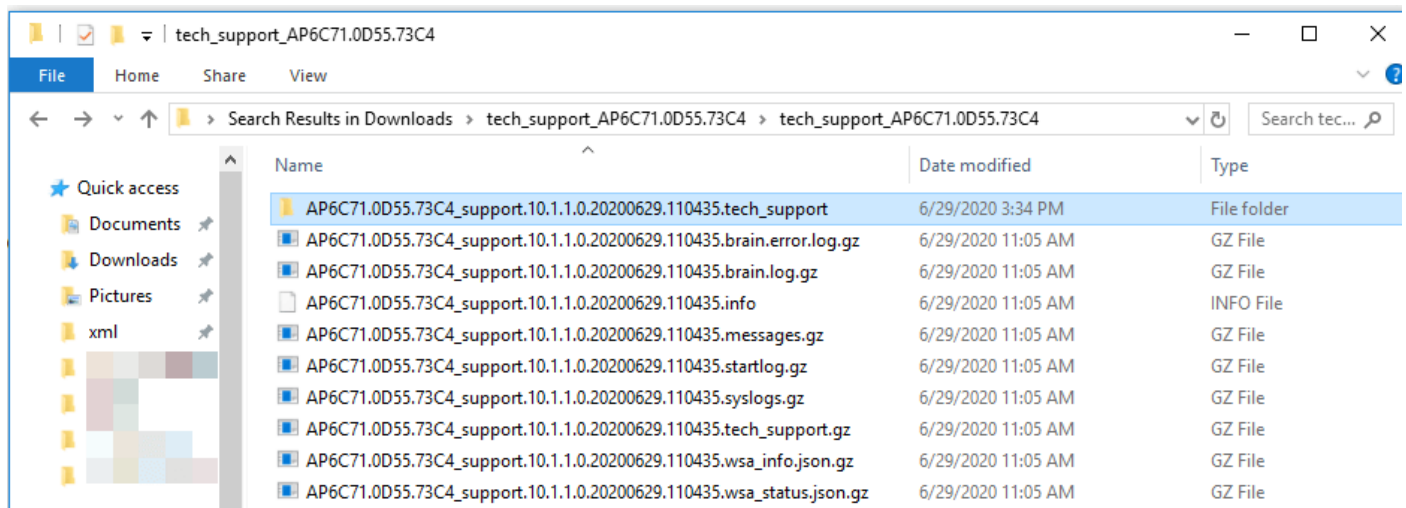 tech_support_AP6C71.0D55.73C4
File Home Share View
Search Results in Downloads tech_support_AP6C71.0D55.73C4 tech_support_AP6C71.0D55.73C4 Search tec...
Name Date modified Type
Quick access
Documents
Downloads
Pictures
xml
AP6C71.0D55.73C4_support.10.1.1.0.20200629.110435.tech_support 6/29/2020 3:34 PM File folder
AP6C71.0D55.73C4_support.10.1.1.0.20200629.110435.brain.error.log.gz 6/29/2020 11:05 AM GZ File
AP6C71.0D55.73C4_support.10.1.1.0.20200629.110435.brain.log.gz 6/29/2020 11:05 AM GZ File
AP6C71.0D55.73C4_support.10.1.1.0.20200629.110435.info 6/29/2020 11:05 AM INFO File
AP6C71.0D55.73C4_support.10.1.1.0.20200629.110435.messages.gz 6/29/2020 11:05 AM GZ File
AP6C71.0D55.73C4_support.10.1.1.0.20200629.110435.startlog.gz 6/29/2020 11:05 AM GZ File
AP6C71.0D55.73C4_support.10.1.1.0.20200629.110435.syslogs.gz 6/29/2020 11:05 AM GZ File
AP6C71.0D55.73C4_support.10.1.1.0.20200629.110435.tech_support.gz 6/29/2020 11:05 AM GZ File
AP6C71.0D55.73C4_support.10.1.1.0.20200629.110435.wsa_info.json.gz 6/29/2020 11:05 AM GZ File
AP6C71.0D55.73C4_support.10.1.1.0.20200629.110435.wsa_status.json.gz 6/29/2020 11:05 AM GZ File